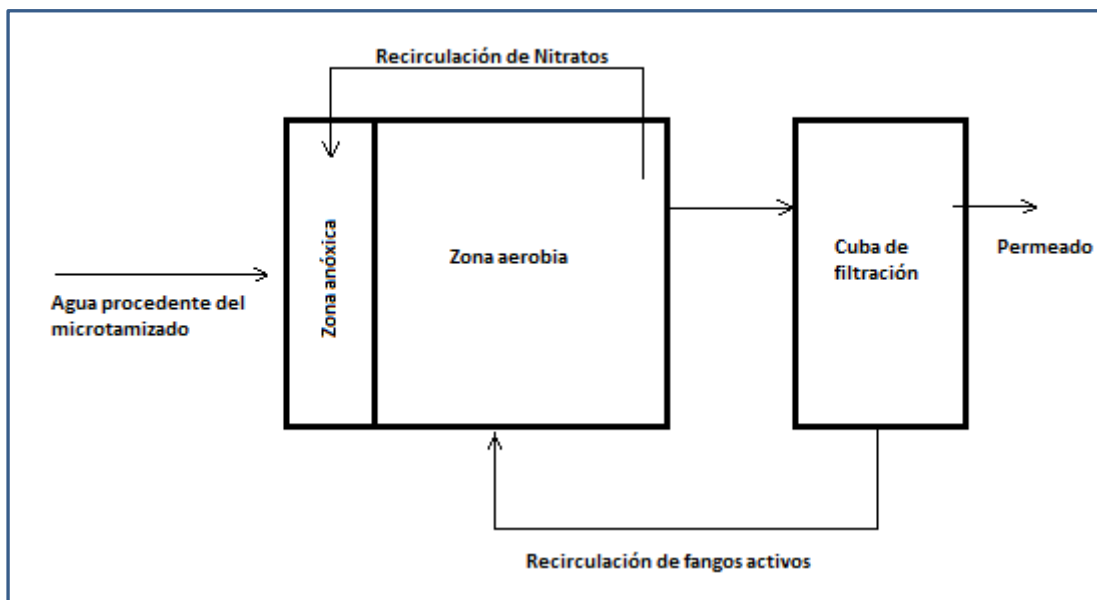 Recirculación de Nitratos
Agua procedente del
microtamizado
Zona anóxica
Zona aerobia
Cuba de
filtración
Permeado
Recirculación de fangos activos